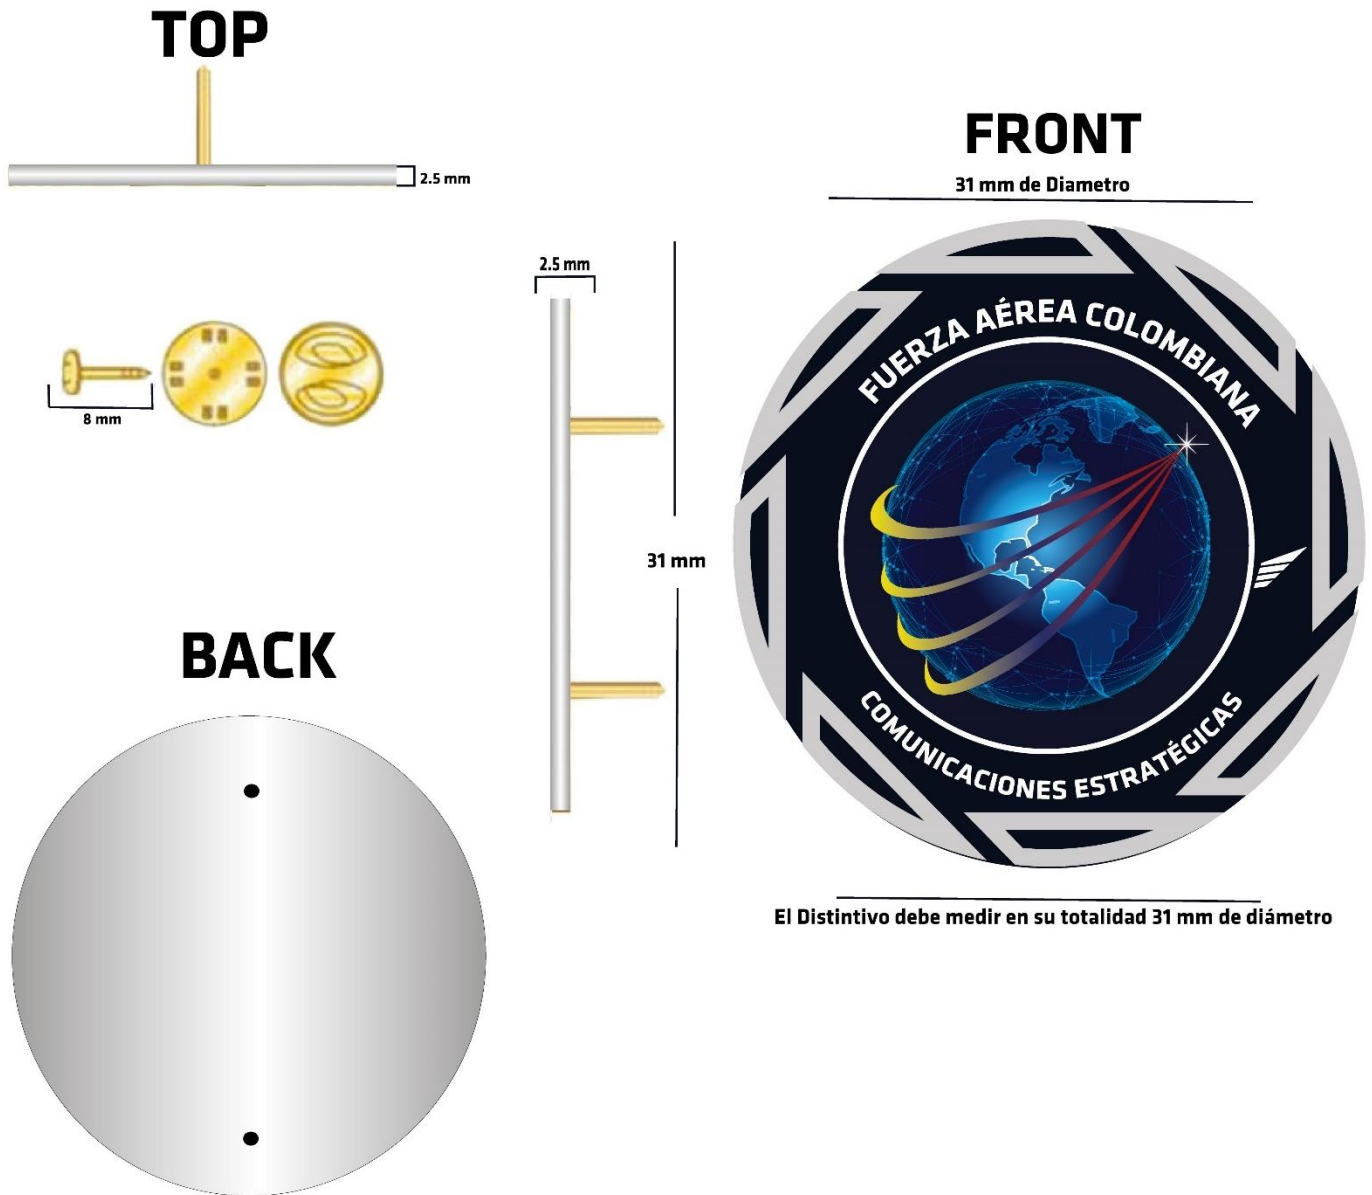 TOP
2.5 mm
8 mm
BACK
2.5 mm
31 mm
FRONT
31 mm de Diametro
FUERZA AÉREA COLOMBIANA
COMUNICACIONES ESTRATÉGICAS
El Distintivo debe medir en su totalidad 31 mm de diámetro